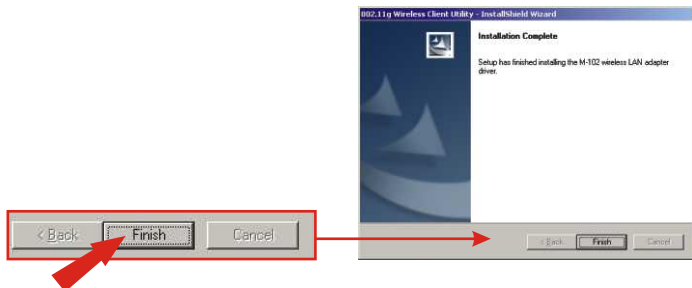 802.11g Wireless Client Utility - InstallShield Wizard
Installation Complete
Setup has finished installing the M-102 wireless LAN adapter
driver.
< Back Finish Cancel
< Back Finish Cancel